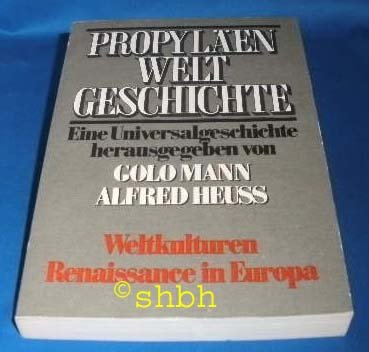 PROPYLÄEN
WELT
GESCHICHTE
Eine Universalgeschichte
herausgegeben von
GOLO MANN
ALFRED HEUSS
Weltkulturen
Renaissance in Europa
©shbh